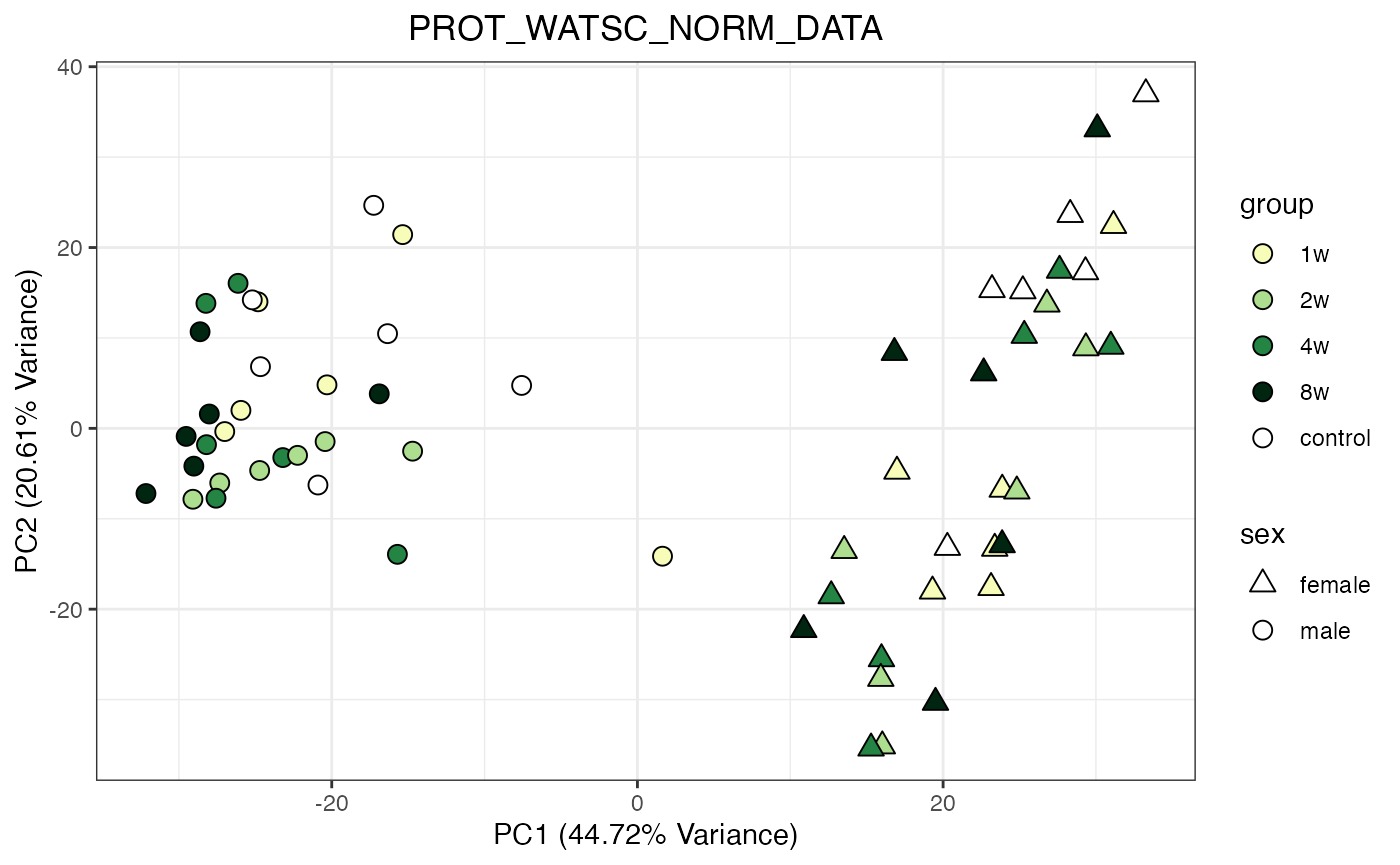 PROT_WATSC_NORM_DATA
40
20
0
-20
PC2 (20.61% Variance)
-20
0
20
PC1 (44.72% Variance)
group
1w
2w
4w
8w
control
sex
female
male